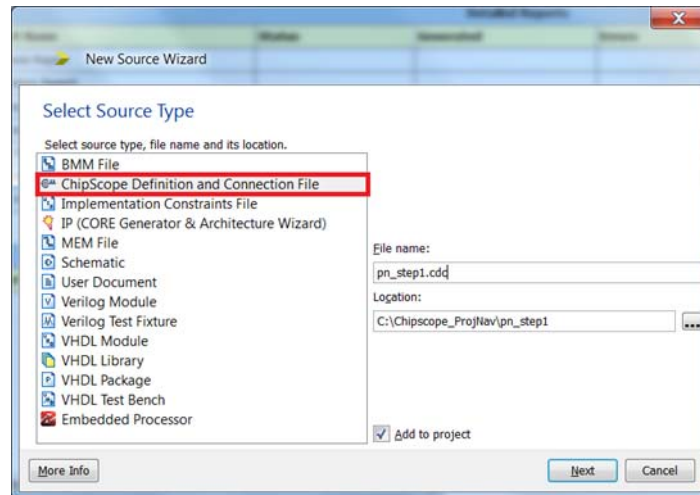 New Source Wizard
Select Source Type
Select source type, file name and its location.
BMM File
ChipScope Definition and Connection File
Implementation Constraints File
IP (CORE Generator & Architecture Wizard)
MEM File
Schematic
User Document
Verilog Module
Verilog Test Fixture
VHDL Module
VHDL Library
VHDL Package
VHDL Test Bench
Embedded Processor
File name:
pn_step1.cdc
Location:
C:\Chipscope_ProjNav\pn_step1
...
Add to project
More Info
Next
Cancel